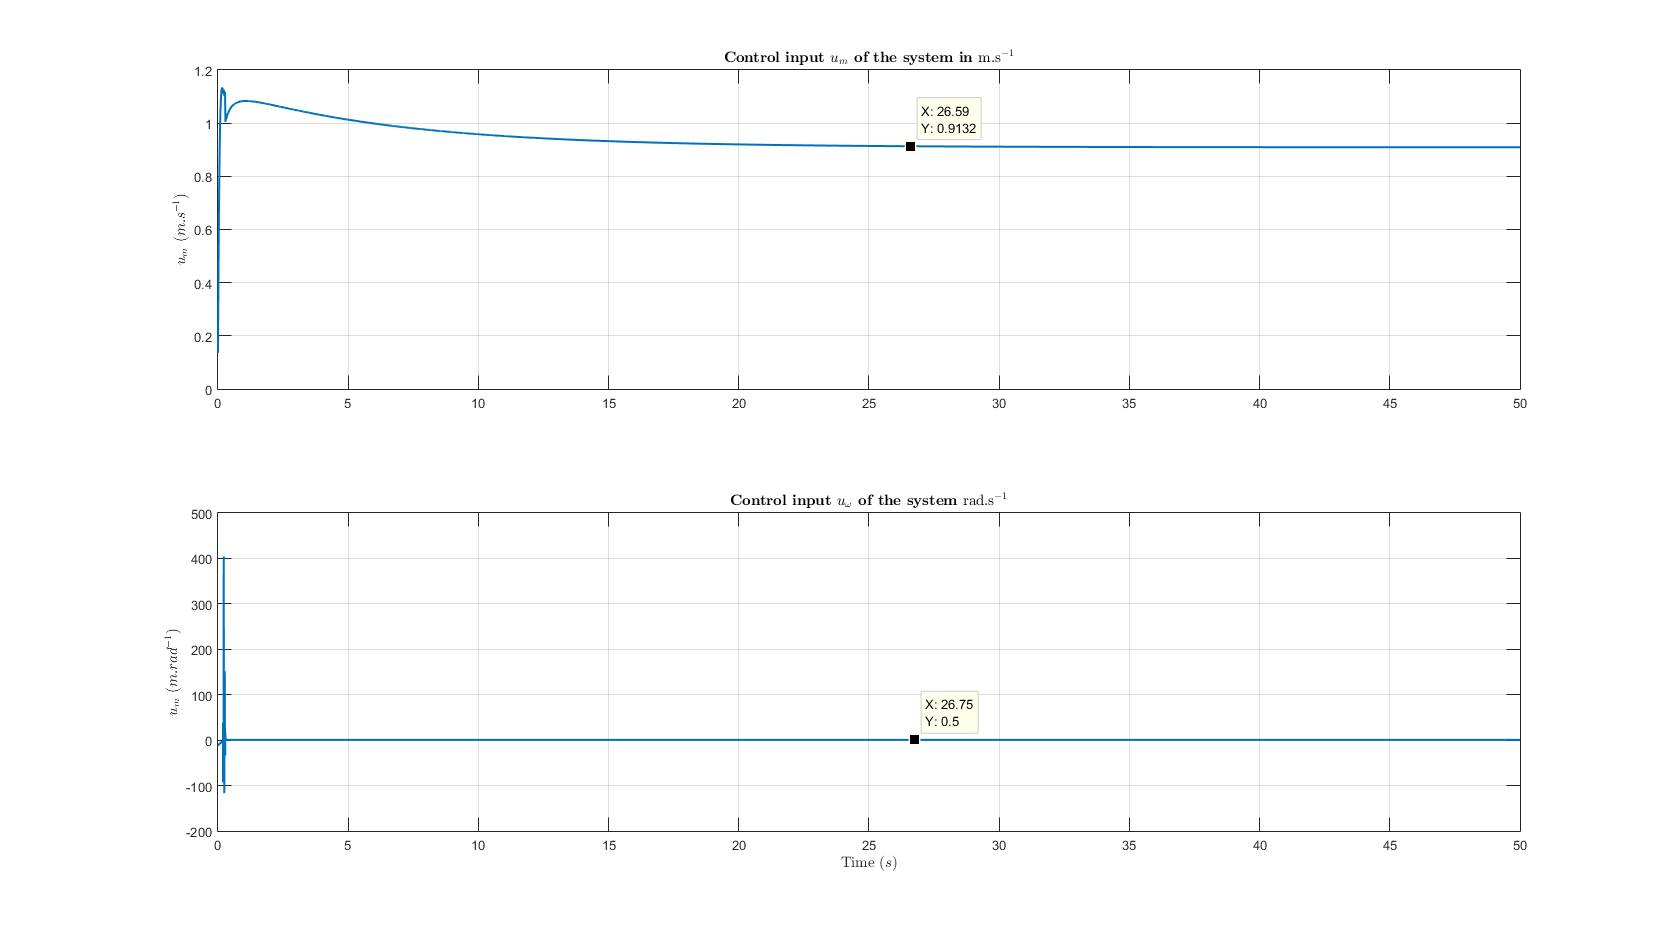 Control input u_m of the system in m.s^{-1}
1.2
1
0.8
0.6
0.4
0.2
0
u_m (m.s^{-1})
X: 26.59
Y: 0.9132
0 5 10 15 20 25 30 35 40 45 50
Control input u_ω of the system rad.s^{-1}
500
400
300
200
100
0
-100
-200
u_m (m.rad^{-1})
X: 26.75
Y: 0.5
0 5 10 15 20 25 30 35 40 45 50
Time (s)